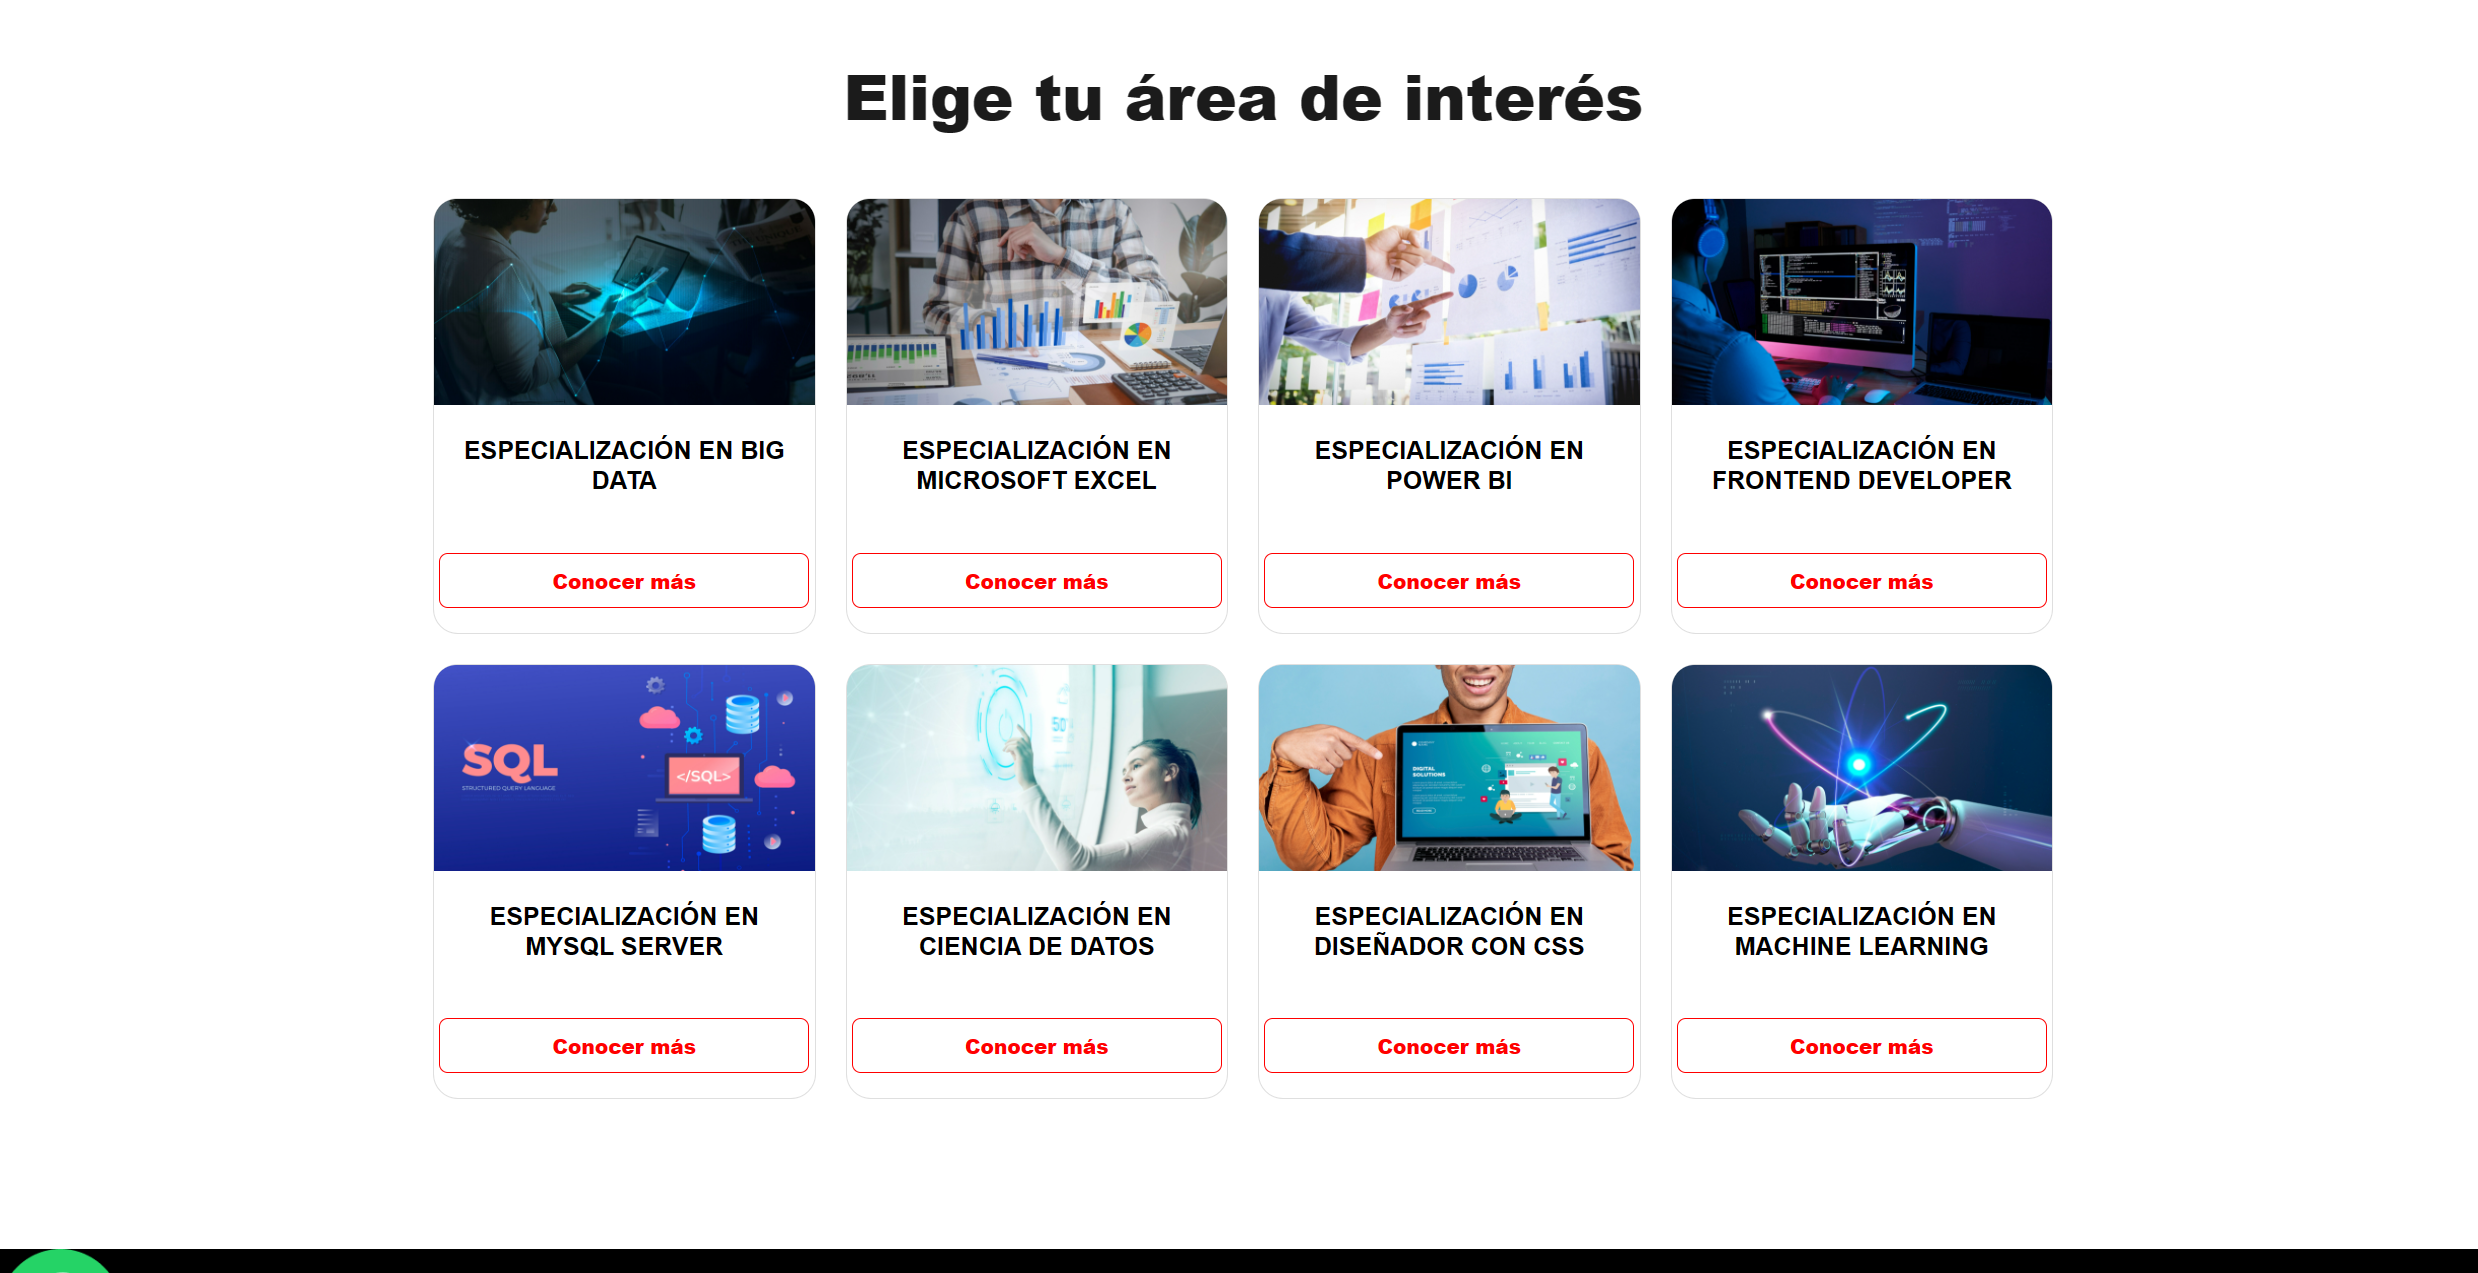 Elige tu área de interés
ESPECIALIZACIÓN EN BIG
DATA
Conocer más
ESPECIALIZACIÓN EN
MICROSOFT EXCEL
Conocer más
ESPECIALIZACIÓN EN
POWER BI
Conocer más
ESPECIALIZACIÓN EN
FRONTEND DEVELOPER
Conocer más
SQL
STRUCTURED QUERY LANGUAGE
</SQL>
ESPECIALIZACIÓN EN
MYSQL SERVER
Conocer más
50
ESPECIALIZACIÓN EN
CIENCIA DE DATOS
Conocer más
DIGITAL
SOLUTIONS
ESPECIALIZACIÓN EN
DISEÑADOR CON CSS
Conocer más
ESPECIALIZACIÓN EN
MACHINE LEARNING
Conocer más